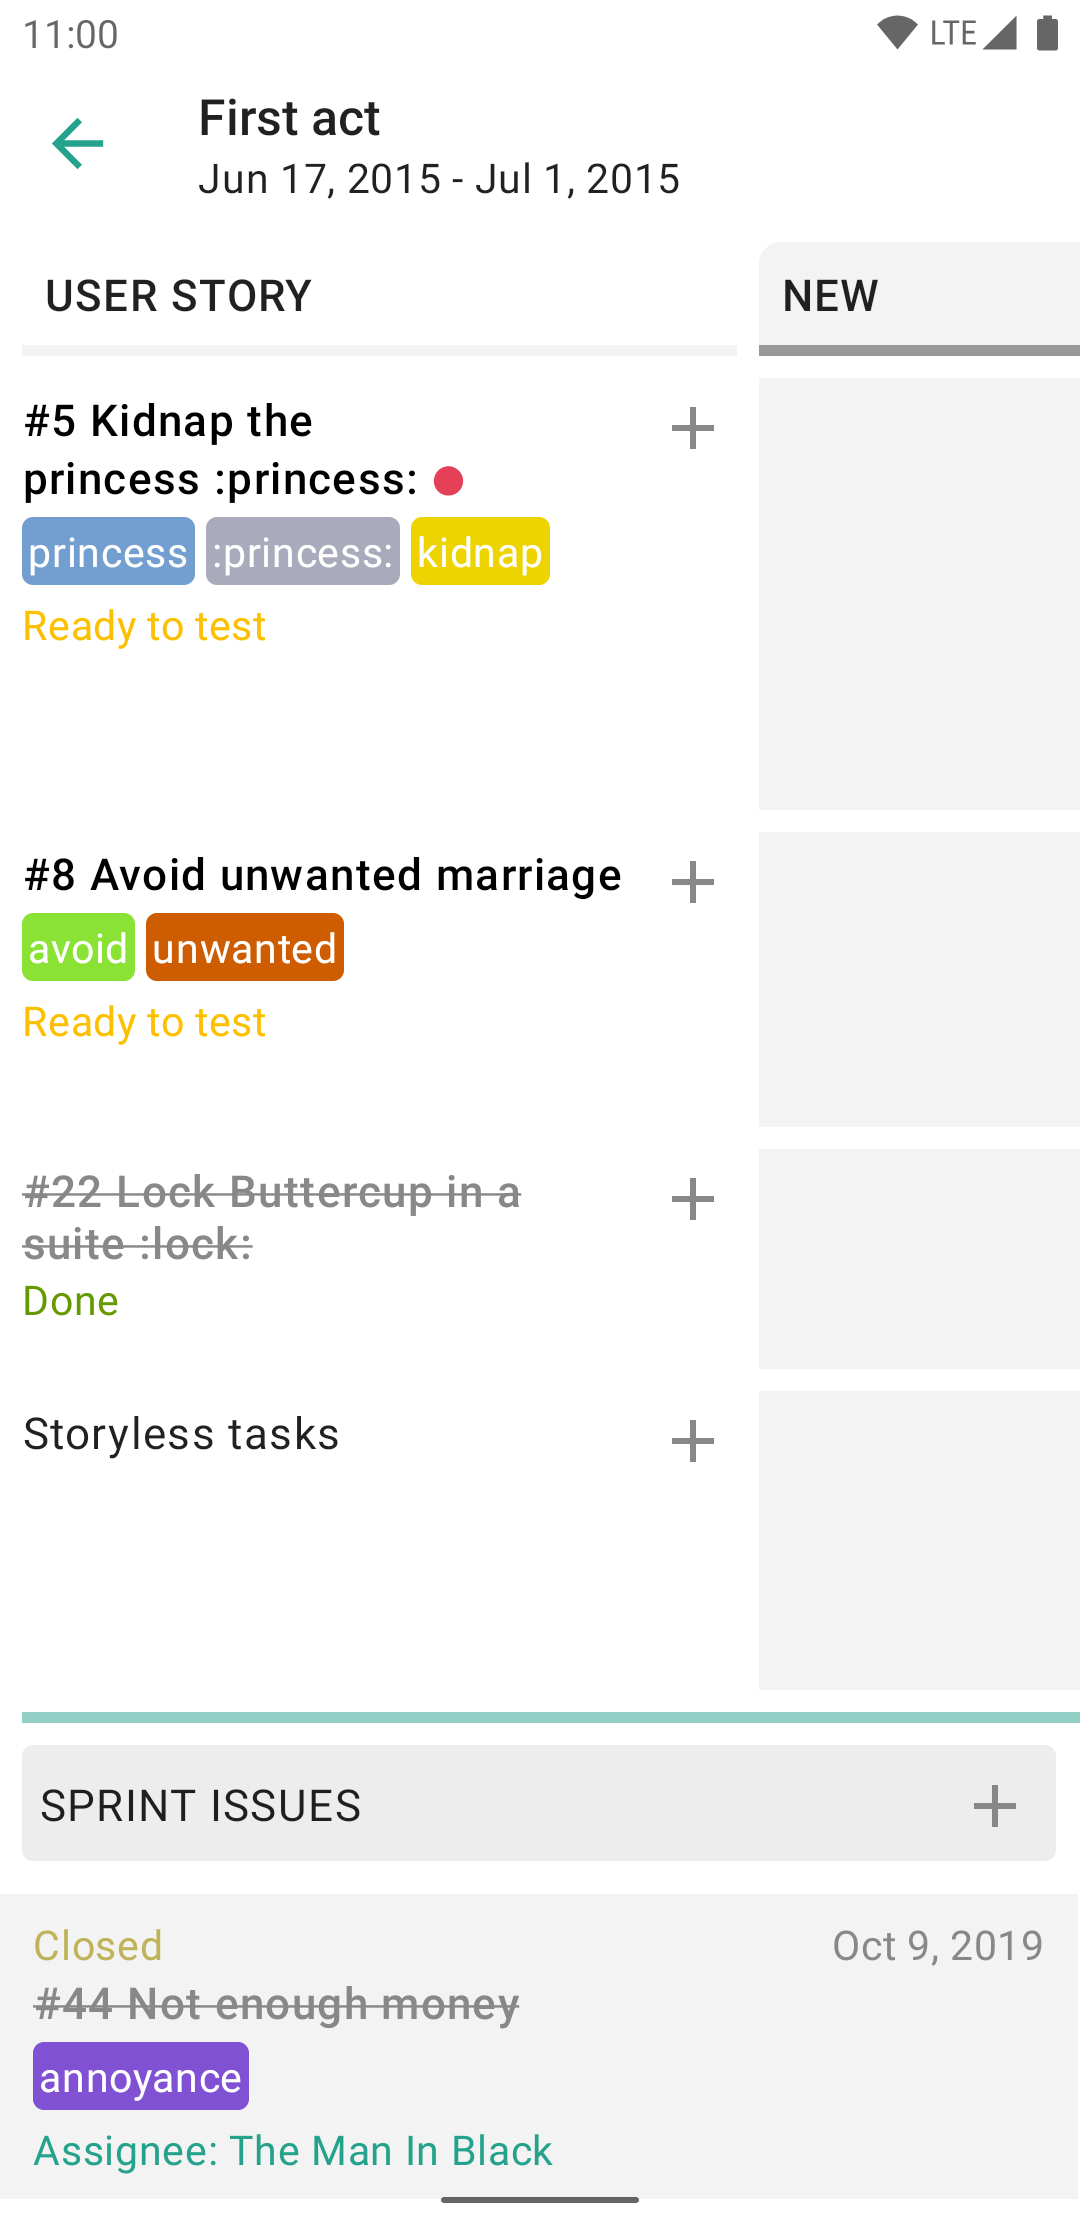 11:00
LTE
First act
Jun 17, 2015 - Jul 1, 2015
USER STORY
NEW
#5 Kidnap the
princess :princess:
princess :princess: kidnap
Ready to test
#8 Avoid unwanted marriage
avoid unwanted
Ready to test
#22 Lock Buttercup in a
suite :lock:
Done
Storyless tasks
SPRINT ISSUES
Closed
Oct 9, 2019
#44 Not enough money
annoyance
Assignee: The Man In Black